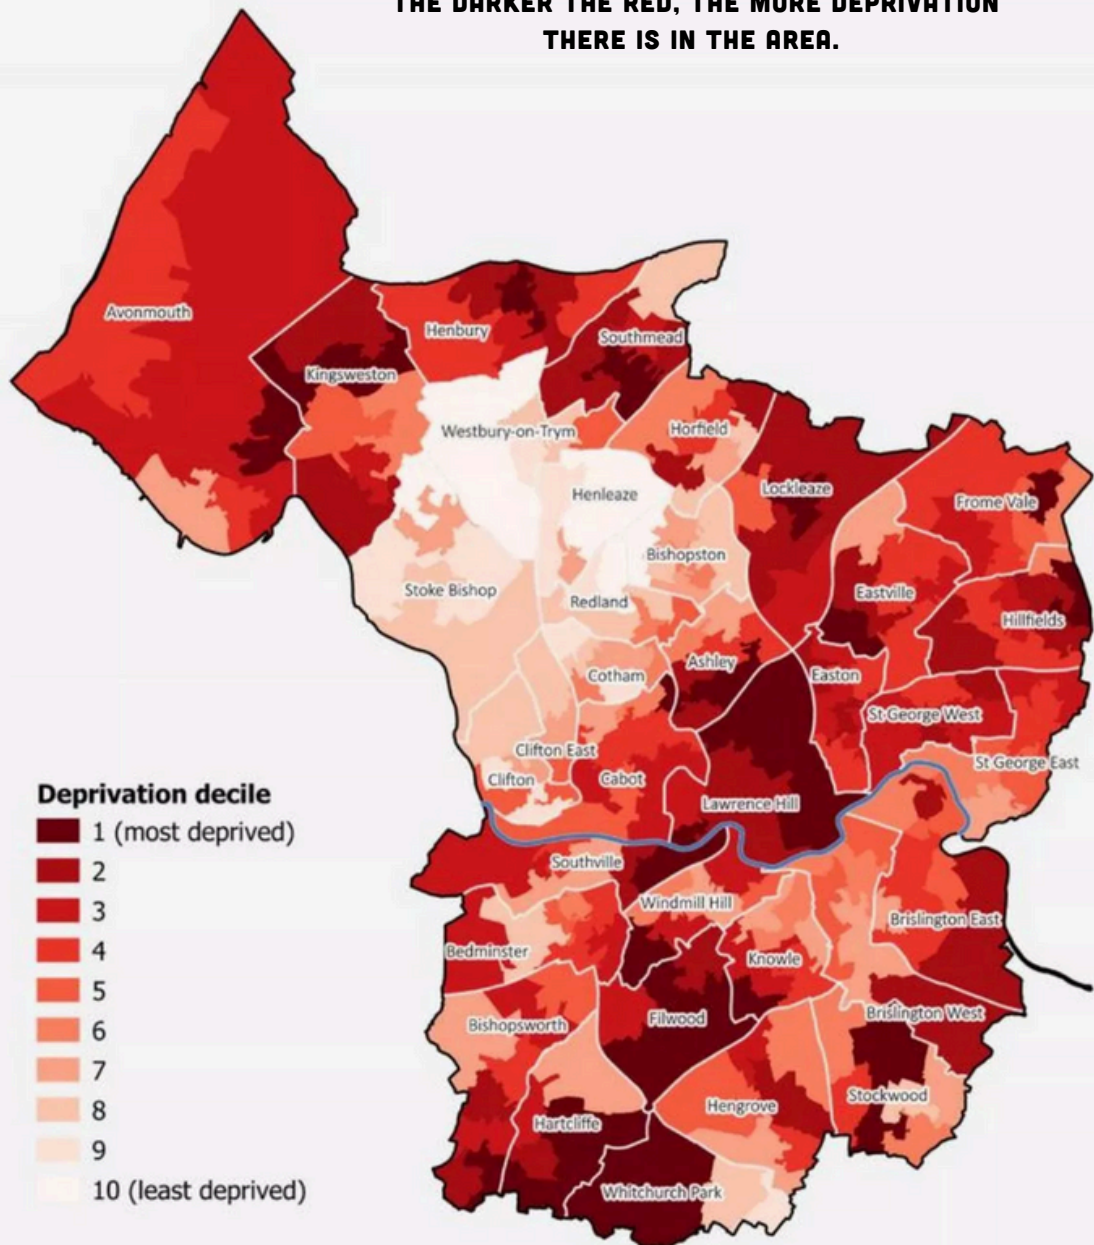 THE DARKER THE RED, THE MORE DEPRIVATION
THERE IS IN THE AREA.
Avonmouth
Henbury
Southmead
Kingsweston
Westbury-on-Trym
Horfield
Henleaze
Lockleaze
Frome Vale
Bishopston
Stoke Bishop
Redland
Eastville
Hillfields
Ashley
Cotham
Easton
St George West
Clifton East
St George East
Clifton
Cabot
Lawrence Hill
Deprivation decile
1 (most deprived)
2
3
4
5
6
7
8
9
10 (least deprived)
Southville
Windmill Hill
Brislington East
Bedminster
Knowle
Brislington West
Bishopsworth
Filwood
Stockwood
Hengrove
Hartcliffe
Whitchurch Park